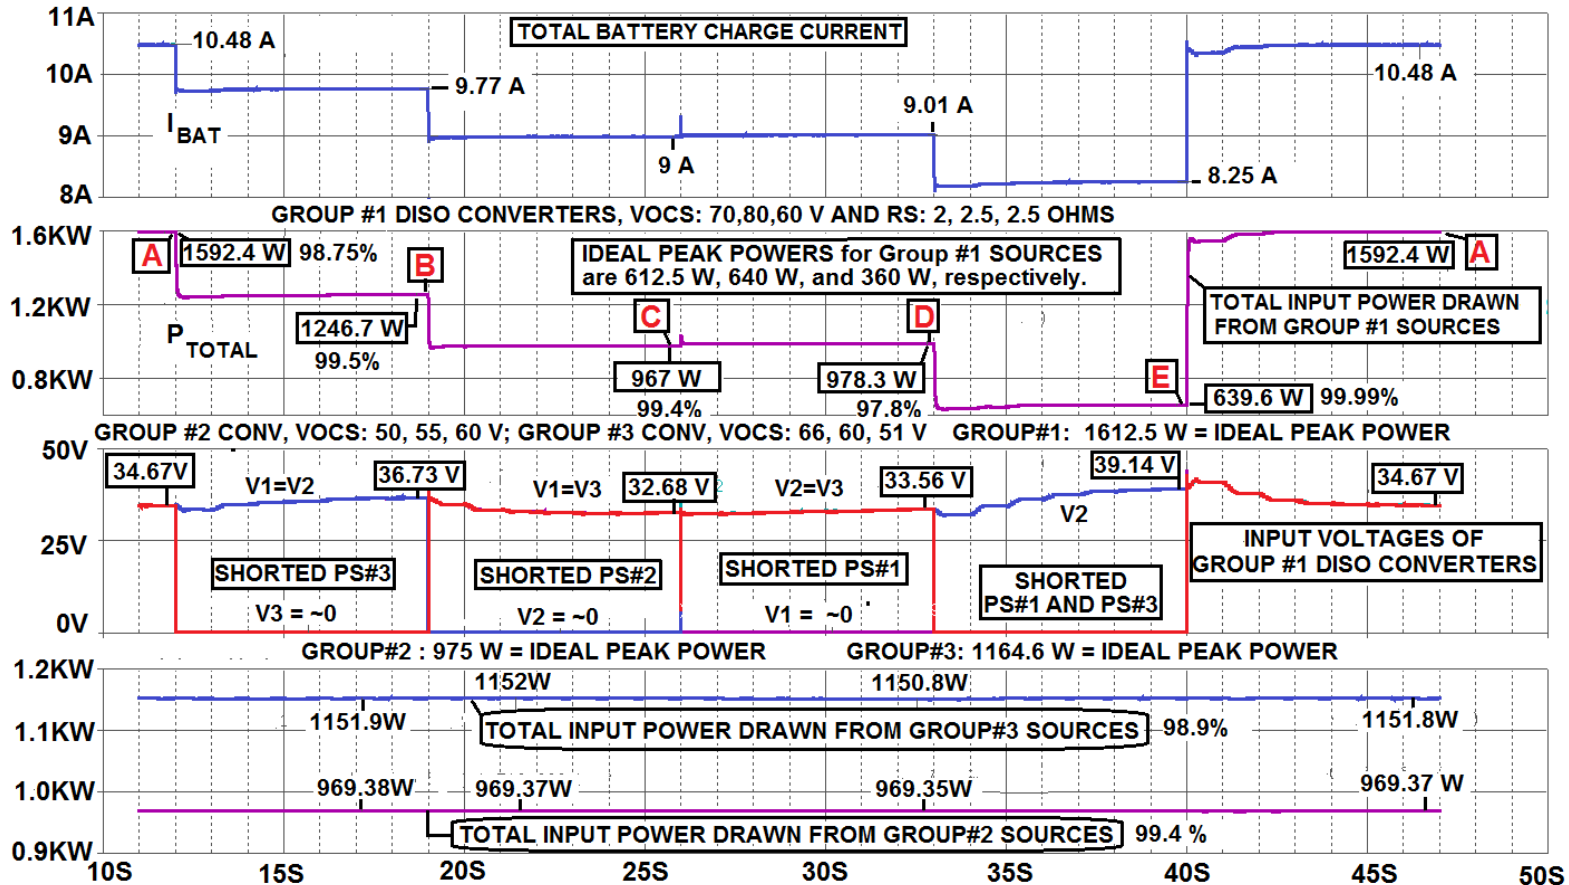 11A
TOTAL BATTERY CHARGE CURRENT
10.48 A
10A
10.48 A
9.77 A
9.01 A
I BAT
9A
9 A
8.25 A
8A
GROUP #1 DISO CONVERTERS, VOCS: 70,80,60 V AND RS: 2, 2.5, 2.5 OHMS
1.6KW
A
1592.4 W 98.75%
B
IDEAL PEAK POWERS for Group #1 SOURCES
are 612.5 W, 640 W, and 360 W, respectively.
1592.4 W
A
1.2KW
TOTAL INPUT POWER DRAWN
FROM GROUP #1 SOURCES
P TOTAL
1246.7 W
99.5%
C
D
0.8KW
967 W
99.4%
978.3 W
97.8%
E
639.6 W 99.99%
GROUP #2 CONV, VOCS: 50, 55, 60 V; GROUP #3 CONV, VOCS: 66, 60, 51 V GROUP#1: 1612.5 W = IDEAL PEAK POWER
50V
34.67V
V1=V2
36.73 V
V1=V3
32.68 V
2
V2=V3
33.56 V
39.14 V
V2
34.67 V
25V
INPUT VOLTAGES OF
GROUP #1 DISO CONVERTERS
SHORTED PS#3
SHORTED PS#2
SHORTED PS#1
SHORTED
PS#1 AND PS#3
V3 = ~0
V2 = ~0
V1 = ~0
0V
GROUP#2 : 975 W = IDEAL PEAK POWER GROUP#3: 1164.6 W = IDEAL PEAK POWER
1.2KW
1152W
1150.8W
1151.9W
1151.8W
1.1KW
TOTAL INPUT POWER DRAWN FROM GROUP#3 SOURCES 98.9%
1.0KW
969.38W
969.37W
969.35W
969.37 W
TOTAL INPUT POWER DRAWN FROM GROUP#2 SOURCES 99.4 %
0.9KW
10S 15S 20S 25S 30S 35S 40S 45S 50S